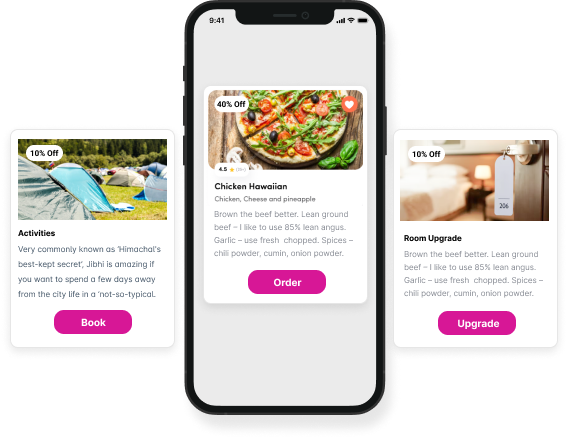 9:41
40% Off
4.5
Chicken Hawaiian
Chicken, Cheese and pineapple
Brown the beef better. Lean ground
beef – I like to use 85% lean angus.
Garlic – use fresh chopped. Spices –
chili powder, cumin, onion powder.
Order
10% Off
Activities
Very commonly known as 'Himachal's
best-kept secret', Jibhi is amazing if
you want to spend a few days away
from the city life in a 'not-so-typical.
Book
10% Off
206
Room Upgrade
Brown the beef better. Lean ground
beef – I like to use 85% lean angus.
Garlic – use fresh chopped. Spices –
chili powder, cumin, onion powder.
Upgrade